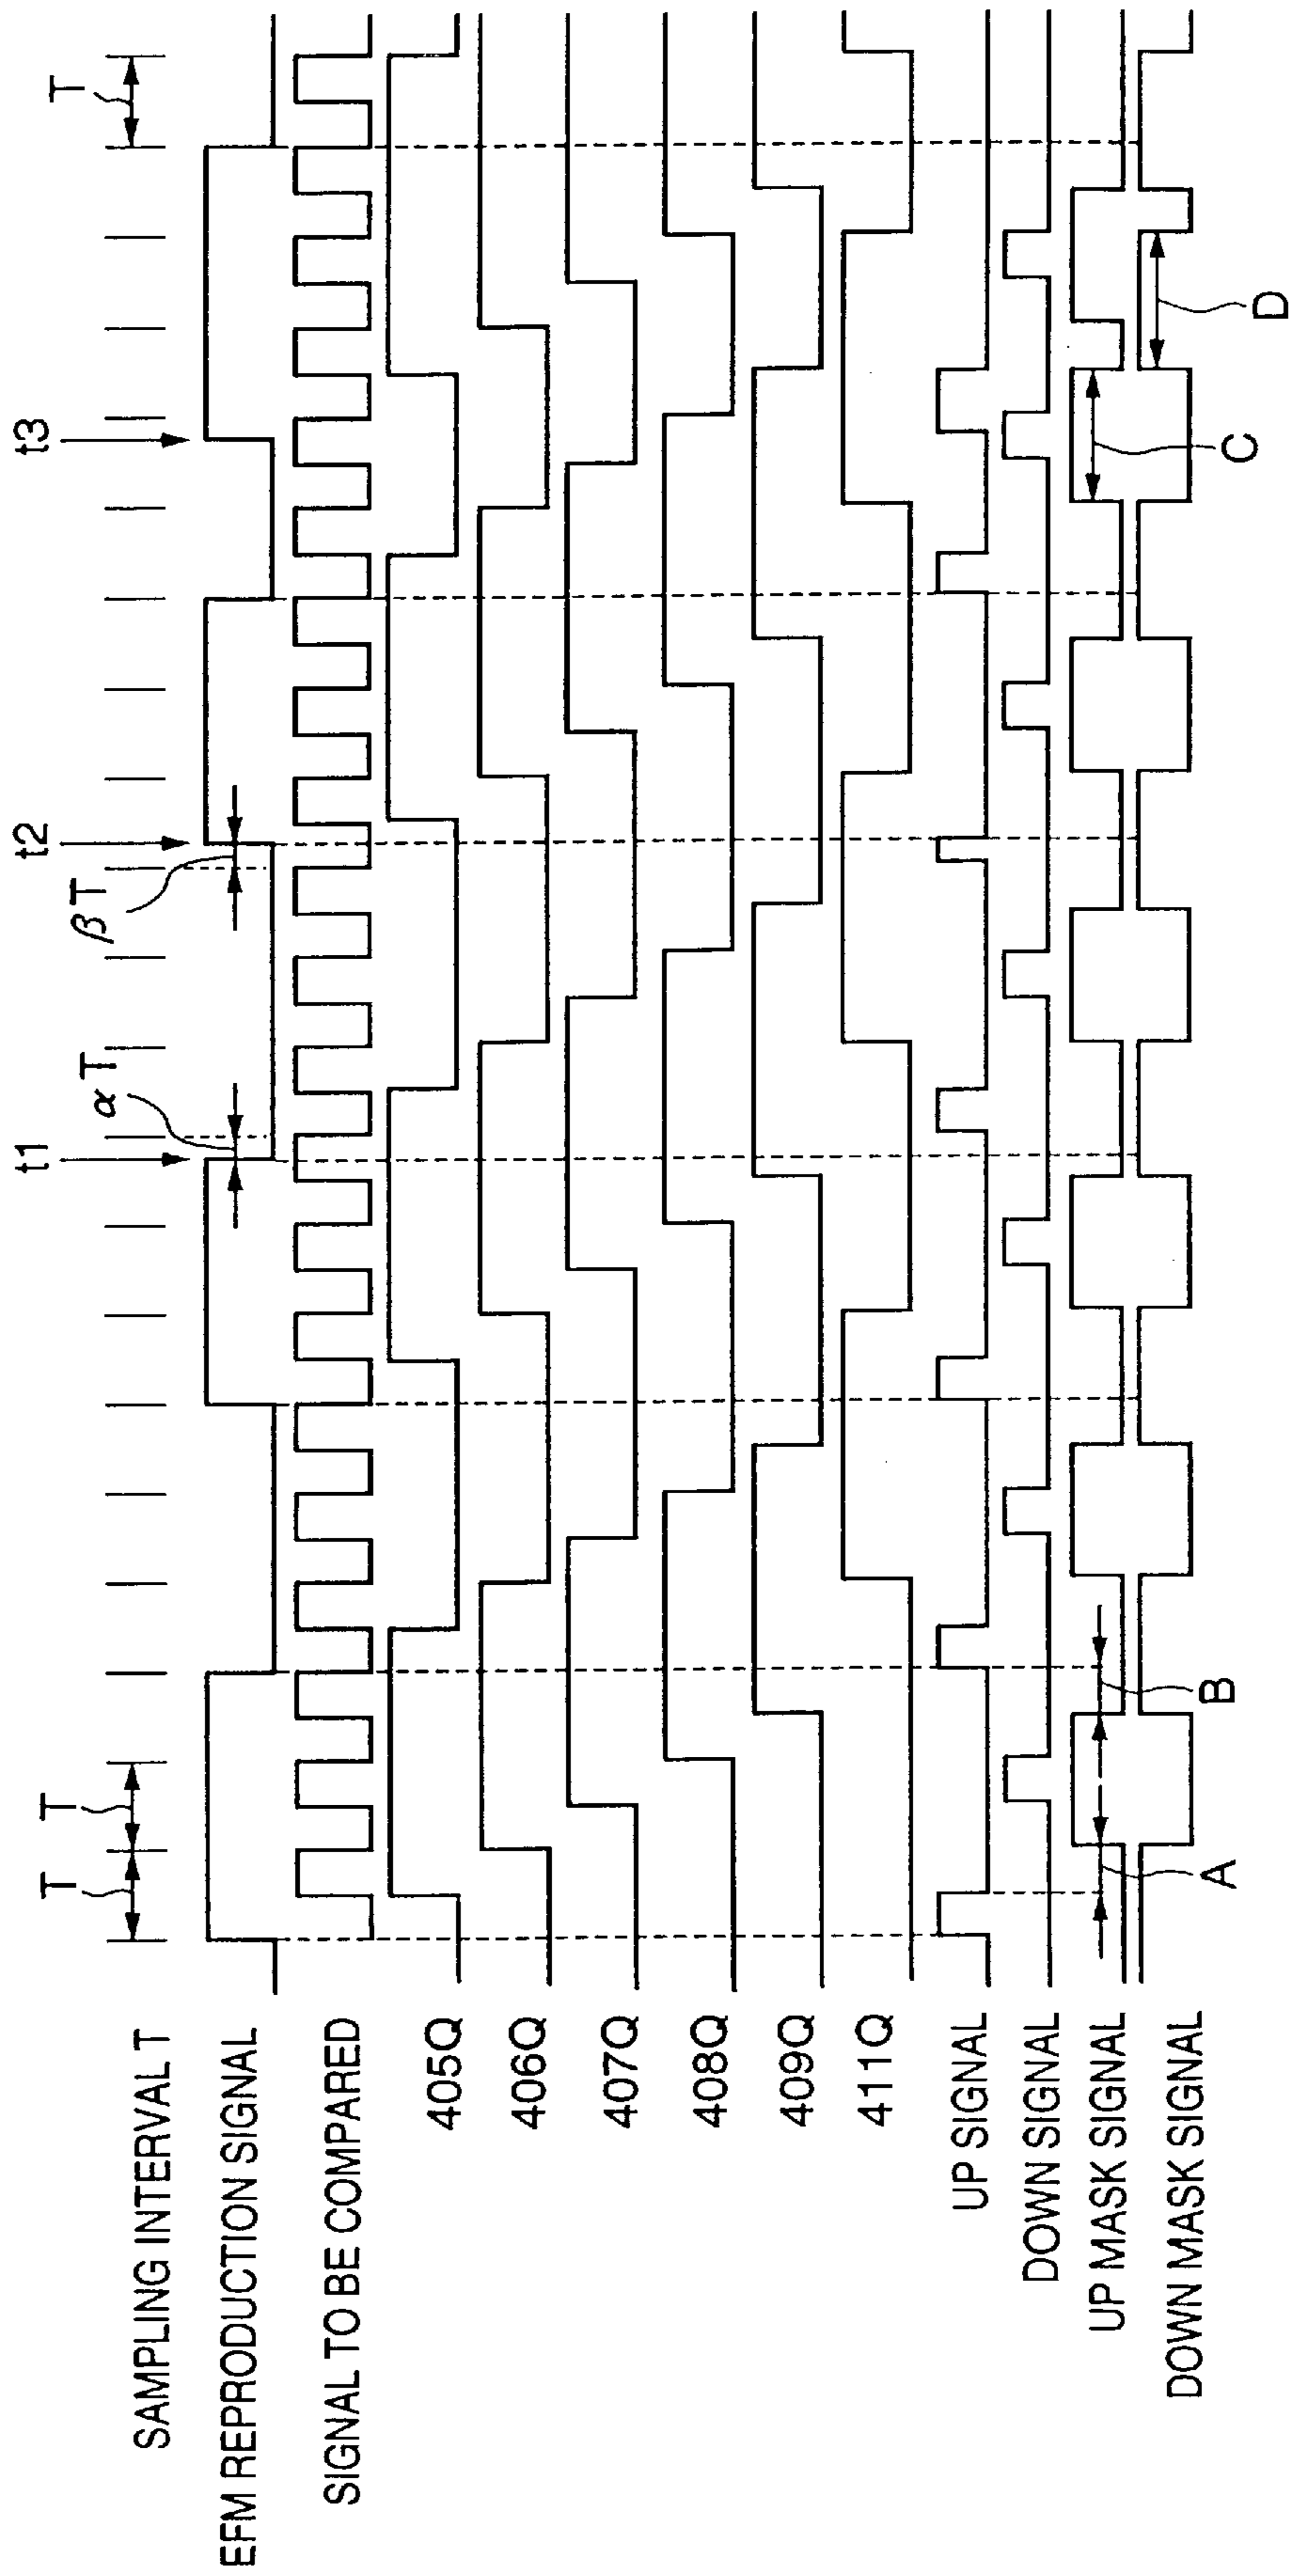 SAMPLING INTERVAL T
T
T
T
t1
t2
t3
αT
βT
EFM REPRODUCTION SIGNAL
SIGNAL TO BE COMPARED
405Q
406Q
407Q
408Q
409Q
411Q
UP SIGNAL
DOWN SIGNAL
UP MASK SIGNAL
DOWN MASK SIGNAL
A
B
C
D